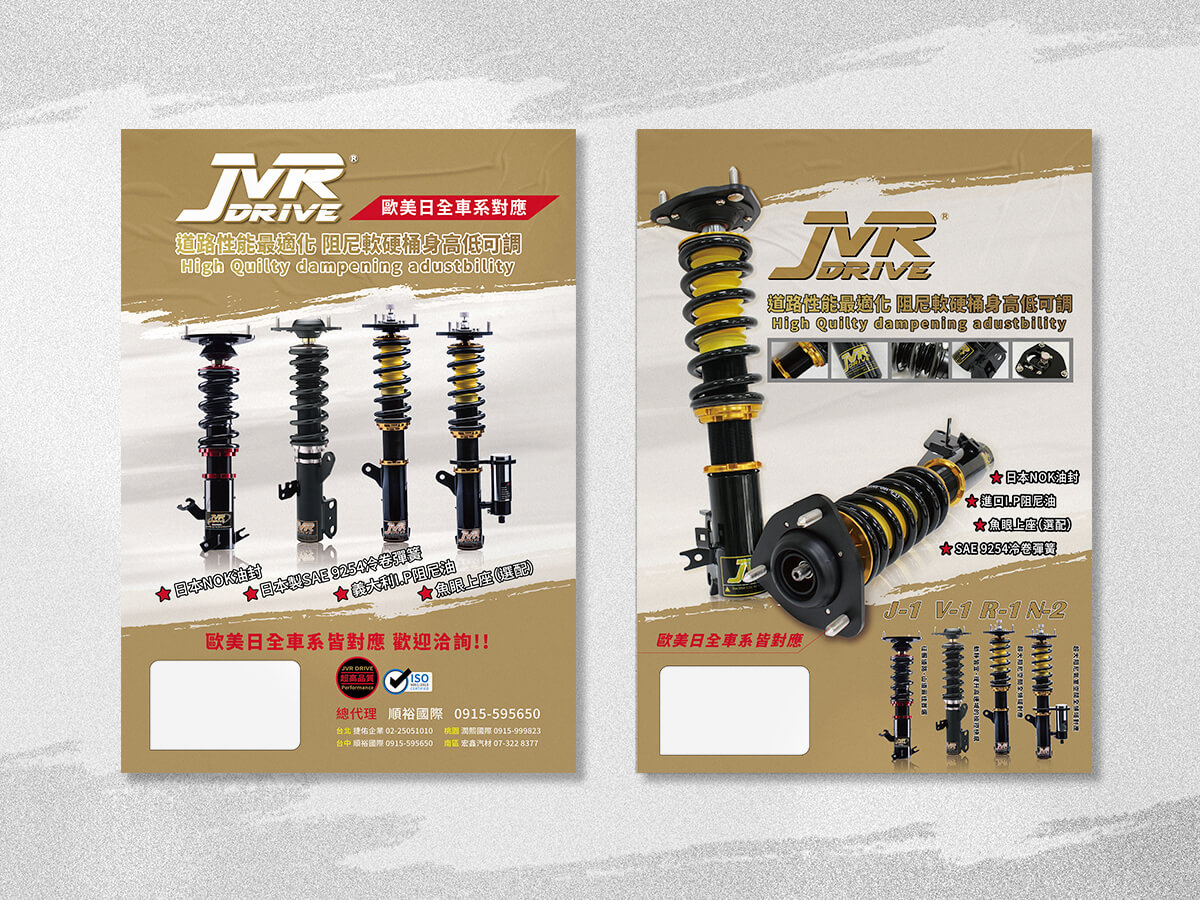 JVR
DRIVE
®
歐美日全車系對應
道路性能最適化 阻尼軟硬桶身高低可調
High Quilty dampening adustbility
JVR
JVR
JVR
JVR
★日本NOK油封
★日本製SAE 9254冷卷彈簧
★義大利I.P阻尼油
★魚眼上座(選配)
歐美日全車系皆對應 歡迎洽詢!!
JVR DRIVE
超高品質
Performance
ISO
CERTIFIED
總代理 順裕國際 0915-595650
台北 捷佑企業 02-25051010 桃園 潤熙國際 0915-999823
台中 順裕國際 0915-595650 南區 宏鑫汽材 07-322 8377
JVR
DRIVE
®
道路性能最適化 阻尼軟硬桶身高低可調
High Quilty dampening adustbility
JVR
★日本NOK油封
★進口I.P阻尼油
★魚眼上座(選配)
★SAE 9254冷卷彈簧
J-1 V-1 R-1 N-2
歐美日全車系皆對應